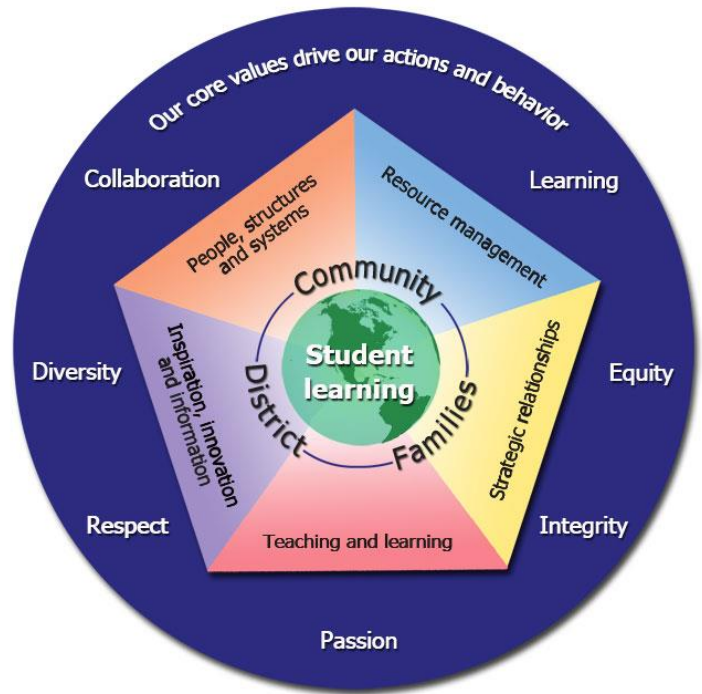 Our core values drive our actions and behavior
Collaboration
Learning
People, structures
and systems
Resource management
Community
Student
learning
District
Families
Diversity
Equity
Inspiration, innovation
and information
Strategic relationships
Respect
Integrity
Teaching and learning
Passion